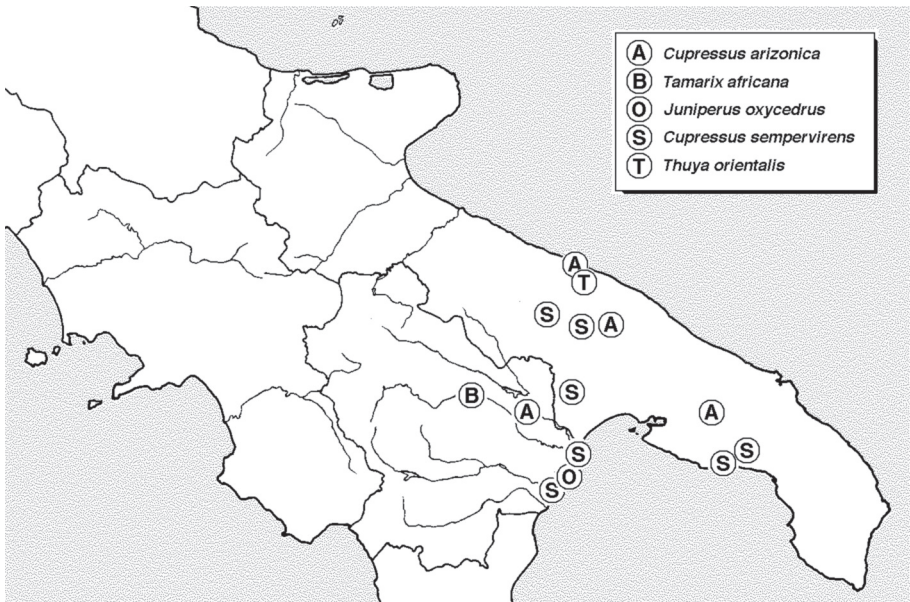 A Cupressus arizonica
B Tamarix africana
O Juniperus oxycedrus
S Cupressus sempervirens
T Thuya orientalis
A
T
S
S A
B
A
S
A
S
S
S
O
S